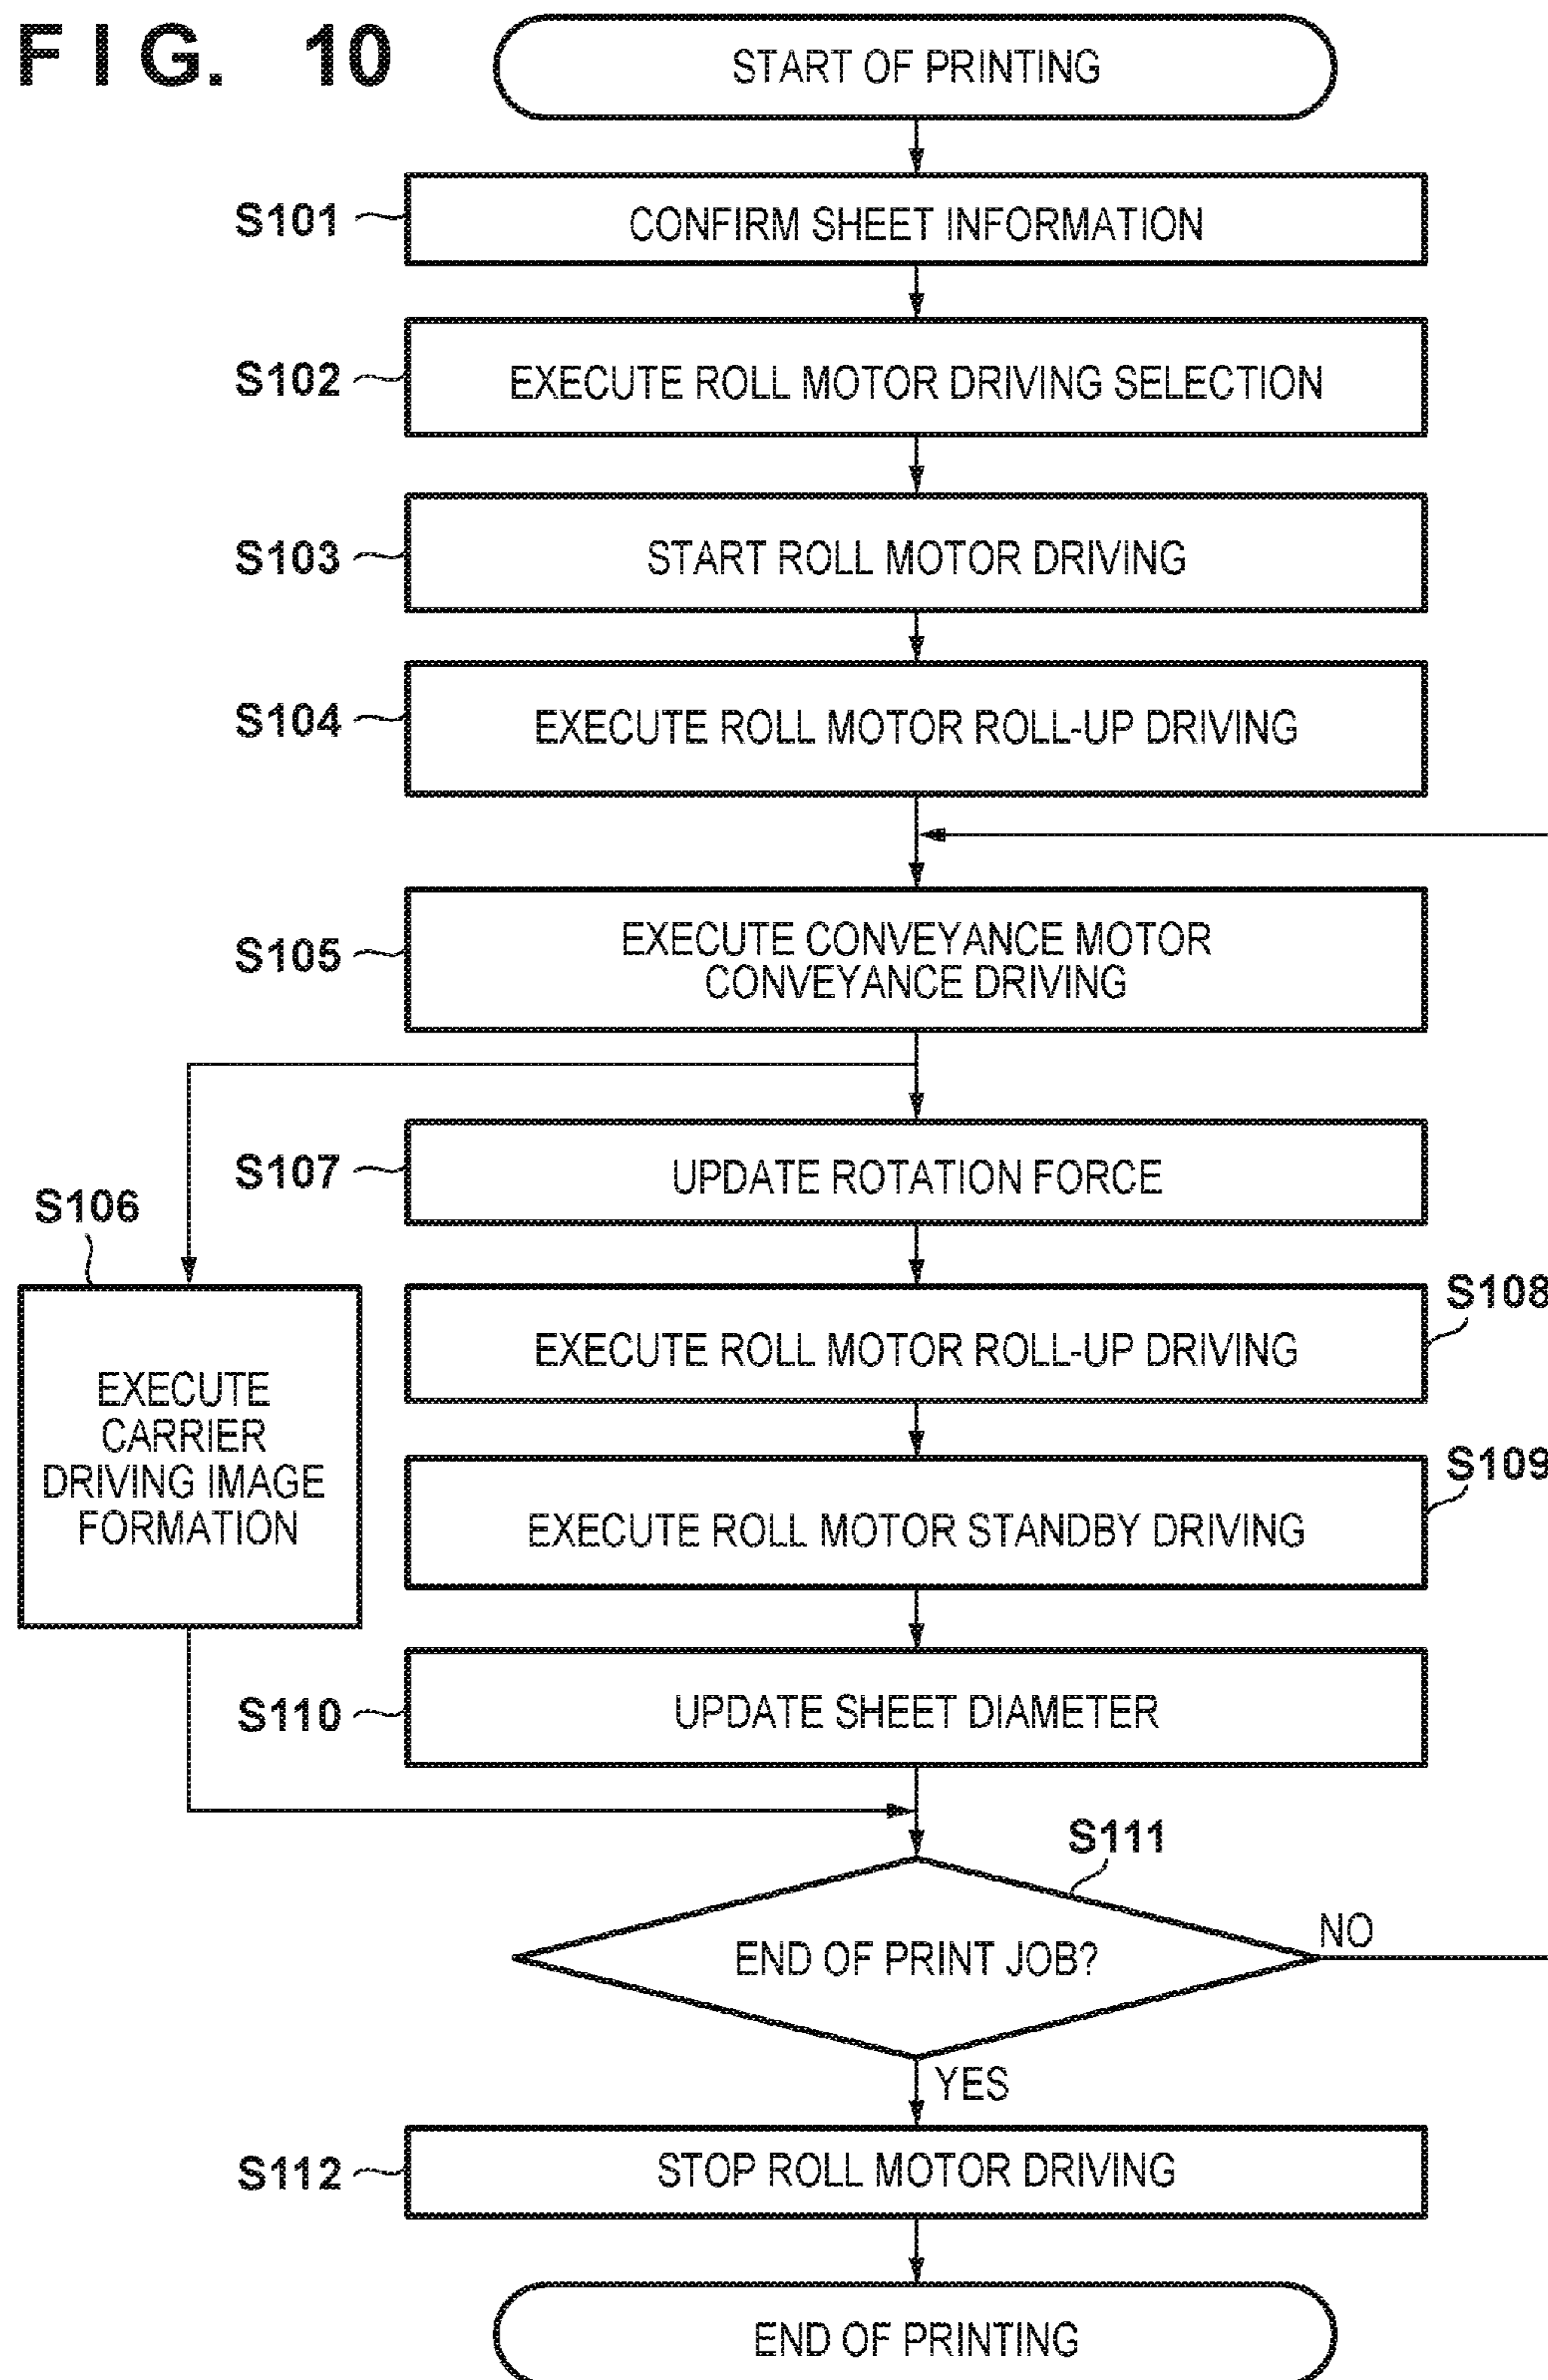 FIG. 10
START OF PRINTING
S101
CONFIRM SHEET INFORMATION
S102
EXECUTE ROLL MOTOR DRIVING SELECTION
S103
START ROLL MOTOR DRIVING
S104
EXECUTE ROLL MOTOR ROLL-UP DRIVING
S105
EXECUTE CONVEYANCE MOTOR
CONVEYANCE DRIVING
S106
EXECUTE
CARRIER
DRIVING IMAGE
FORMATION
S107
UPDATE ROTATION FORCE
S108
EXECUTE ROLL MOTOR ROLL-UP DRIVING
S109
EXECUTE ROLL MOTOR STANDBY DRIVING
S110
UPDATE SHEET DIAMETER
S111
END OF PRINT JOB?
NO
YES
S112
STOP ROLL MOTOR DRIVING
END OF PRINTING